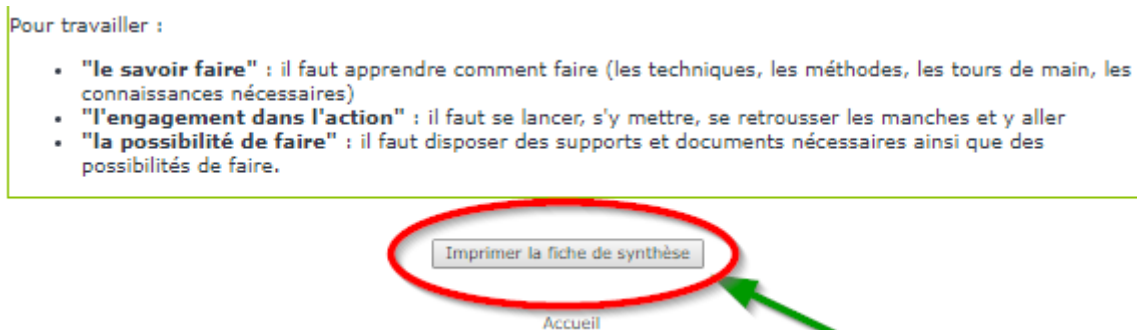 Pour travailler :
• "le savoir faire" : il faut apprendre comment faire (les techniques, les méthodes, les tours de main, les
connaissances nécessaires)
• "l'engagement dans l'action" : il faut se lancer, s'y mettre, se retrousser les manches et y aller
• "la possibilité de faire" : il faut disposer des supports et documents nécessaires ainsi que des
possibilités de faire.
Imprimer la fiche de synthèse
Accueil